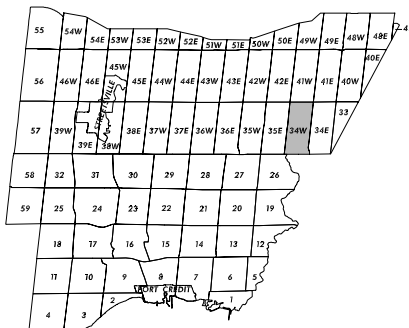 55 54W 54E 53W 53E 52W 52E 51W 51E 50W 50E 49W 49E 48W 48E 4
56 46W 46E 45W 45E 44W 44E 43W 43E 42W 42E 41W 41E 40W 40E
STREETSVILLE
57 39W 39E 38W 38E 37W 37E 36W 36E 35W 35E 34W 34E 33
58 32 31 30 29 28 27 26
59 25 24 23 22 21 20 19
18 17 16 15 14 13 12
11 10 9 8 7 6 5
PORT CREDIT
4 3 2 1